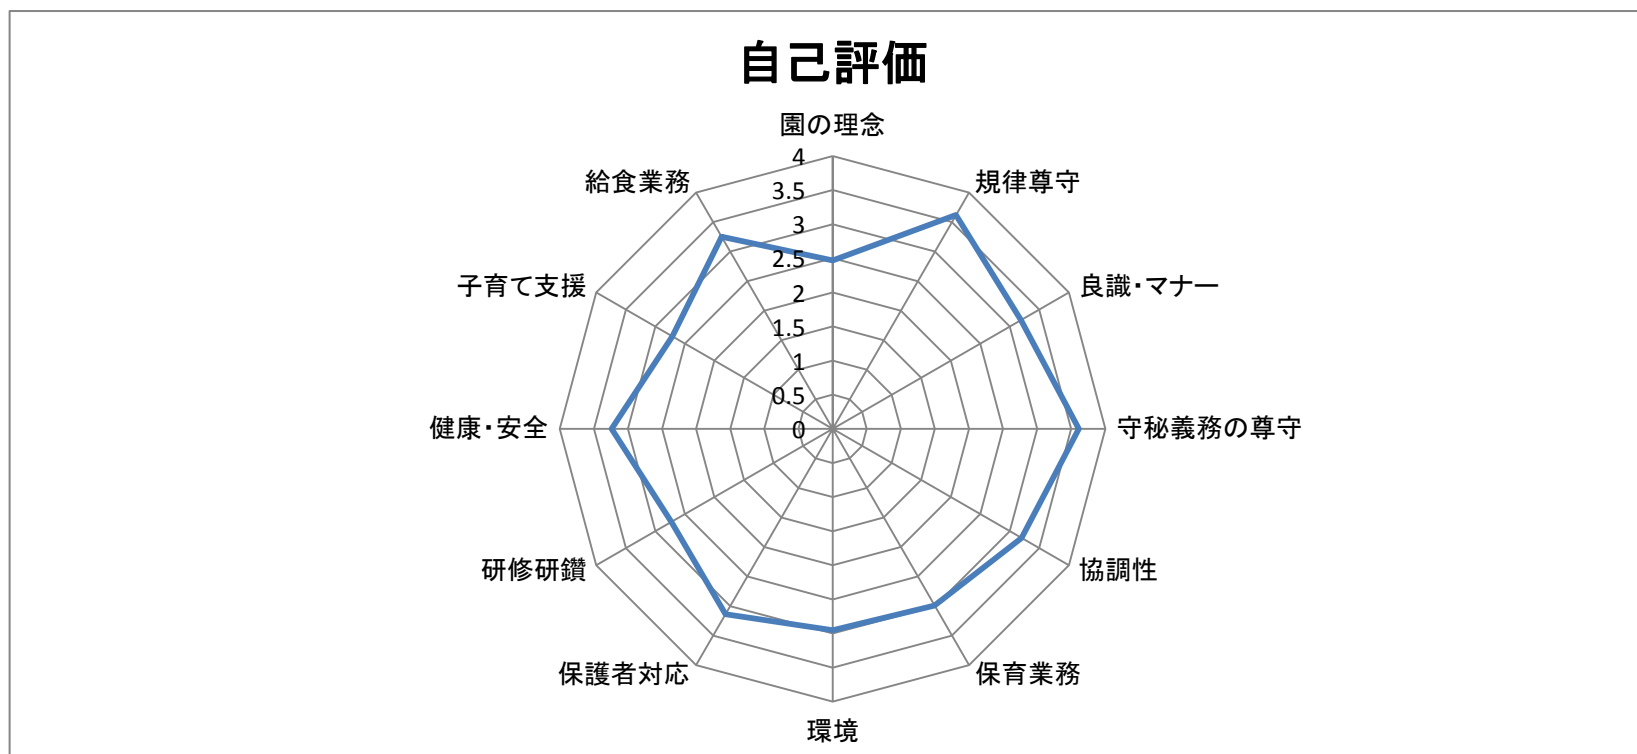 自己評価
園の理念
規律尊守
良識・マナー
守秘義務の尊守
協調性
保育業務
環境
保護者対応
研修研鑽
健康・安全
子育て支援
給食業務
4
3.5
3
2.5
2
1.5
1
0.5
0